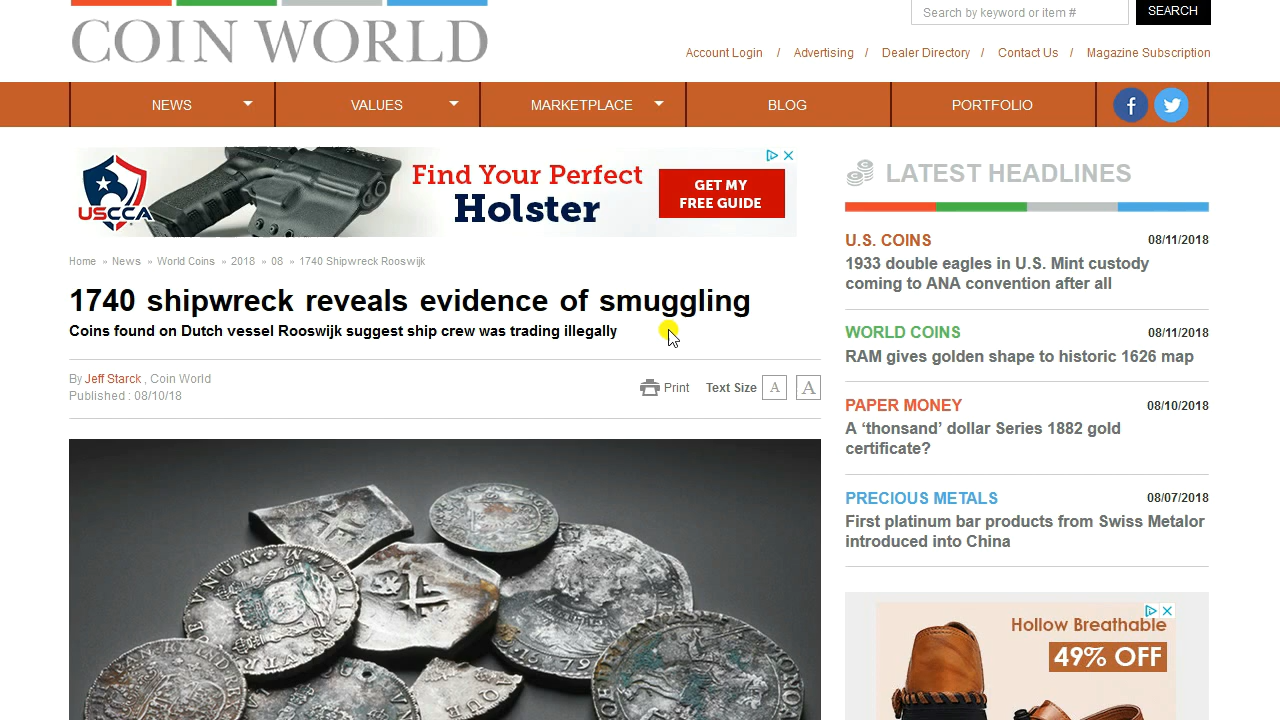 Search by keyword or item #
SEARCH
COIN WORLD
Account Login / Advertising / Dealer Directory / Contact Us / Magazine Subscription
NEWS VALUES MARKETPLACE BLOG PORTFOLIO
USCCA
Find Your Perfect
Holster
GET MY
FREE GUIDE
Home » News » World Coins » 2018 » 08 » 1740 Shipwreck Rooswijk
1740 shipwreck reveals evidence of smuggling
Coins found on Dutch vessel Rooswijk suggest ship crew was trading illegally
By Jeff Starck , Coin World
Published : 08/10/18
Print Text Size A A
LATEST HEADLINES
U.S. COINS 08/11/2018
1933 double eagles in U.S. Mint custody
coming to ANA convention after all
WORLD COINS 08/11/2018
RAM gives golden shape to historic 1626 map
PAPER MONEY 08/10/2018
A ‘thonsand’ dollar Series 1882 gold
certificate?
PRECIOUS METALS 08/07/2018
First platinum bar products from Swiss Metalor
introduced into China
Hollow Breathable
49% OFF